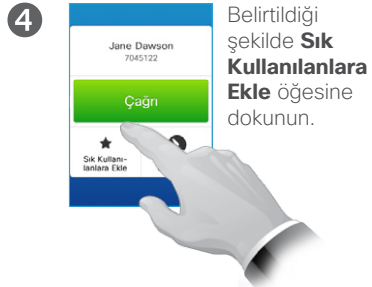 4
Belirtildiği
şekilde Sık
Kullanılanlara
Ekle öğesine
dokunun.
Jane Dawson
7045122
Çağrı
Sık Kullanı-
lanlara Ekle